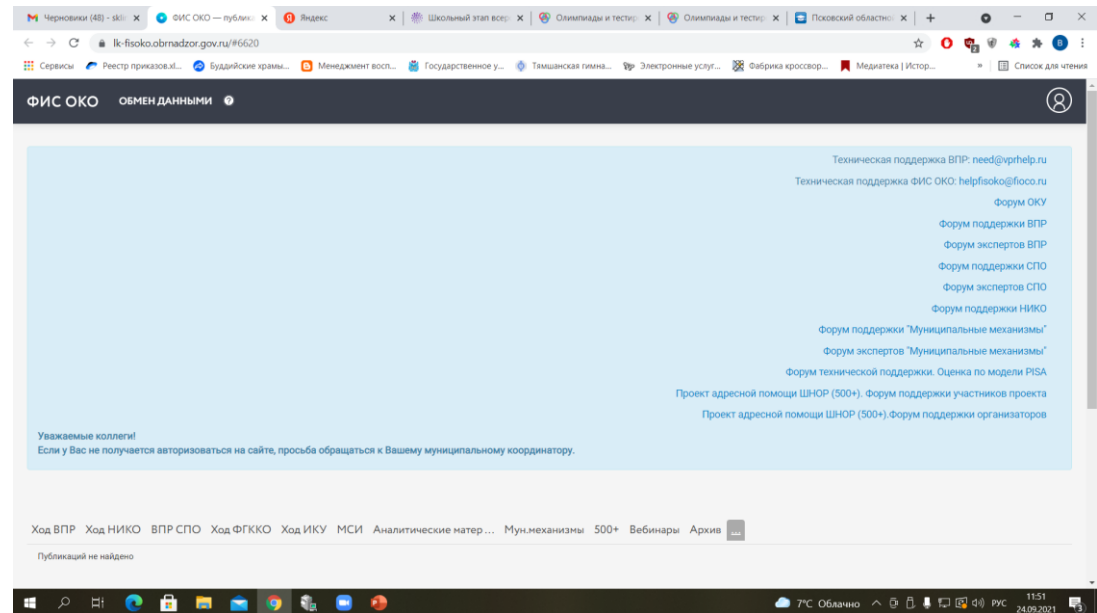 Черновики (48) - skli
ФИС ОКО — публик
Яндекс
Школьный этап всер
Олимпиады и тестир
Олимпиады и тестир
Псковский областно
lk-fisoko.obrnadzor.gov.ru/#6620
Сервисы
Реестр приказов.xl...
Буддийские храмы...
Менеджмент восп...
Государственное у...
Тямшанская гимна...
Электронные услуг...
Фабрика кроссвор...
Медиатека | Истор...
»
Список для чтения
ФИС ОКО ОБМЕН ДАННЫМИ
Техническая поддержка ВПР: need@vprhelp.ru
Техническая поддержка ФИС ОКО: helpfisoko@fioco.ru
Форум ОКУ
Форум поддержки ВПР
Форум экспертов ВПР
Форум поддержки СПО
Форум экспертов СПО
Форум поддержки НИКО
Форум поддержки "Муниципальные механизмы"
Форум экспертов "Муниципальные механизмы"
Форум технической поддержки. Оценка по модели PISA
Проект адресной помощи ШНОР (500+). Форум поддержки участников проекта
Проект адресной помощи ШНОР (500+).Форум поддержки организаторов
Уважаемые коллеги!
Если у Вас не получается авторизоваться на сайте, просьба обращаться к Вашему муниципальному координатору.
Ход ВПР Ход НИКО ВПР СПО Ход ФГККО Ход ИКУ МСИ Аналитические матер... Мун.механизмы 500+ Вебинары Архив ...
Публикаций не найдено
7°C Облачно
РУС
11:51
24.09.2021